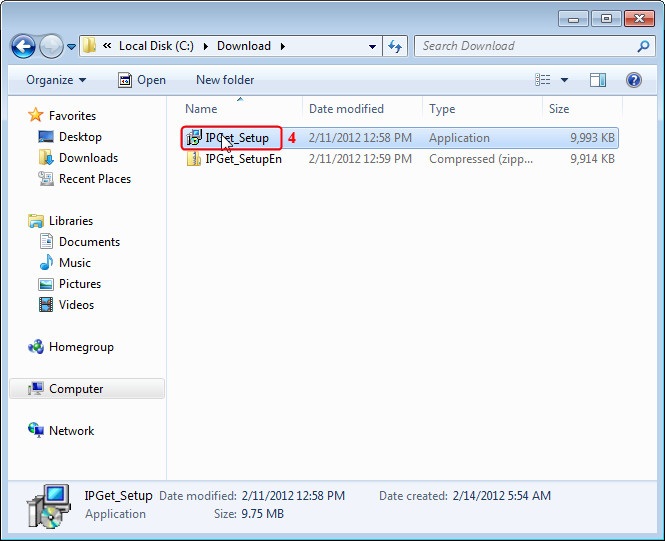 Local Disk (C:) Download Search Download
Organize Open New folder
Name Date modified Type Size
IPGet_Setup 4 2/11/2012 12:58 PM Application 9,993 KB
IPGet_SetupEn 2/11/2012 12:59 PM Compressed (zipp... 9,914 KB
Favorites
Desktop
Downloads
Recent Places
Libraries
Documents
Music
Pictures
Videos
Homegroup
Computer
Network
IPGet_Setup Date modified: 2/11/2012 12:58 PM Date created: 2/14/2012 5:54 AM
Application Size: 9.75 MB